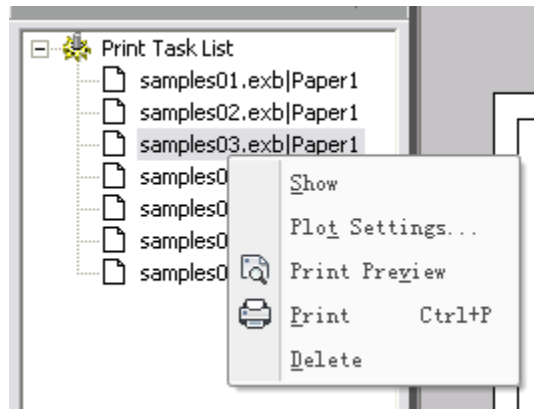 Print Task List
samples01.exb|Paper1
samples02.exb|Paper1
samples03.exb|Paper1
samples0
Show
samples0
Plot Settings...
samples0
Print Preview
samples0
Print Ctrl+P
Delete